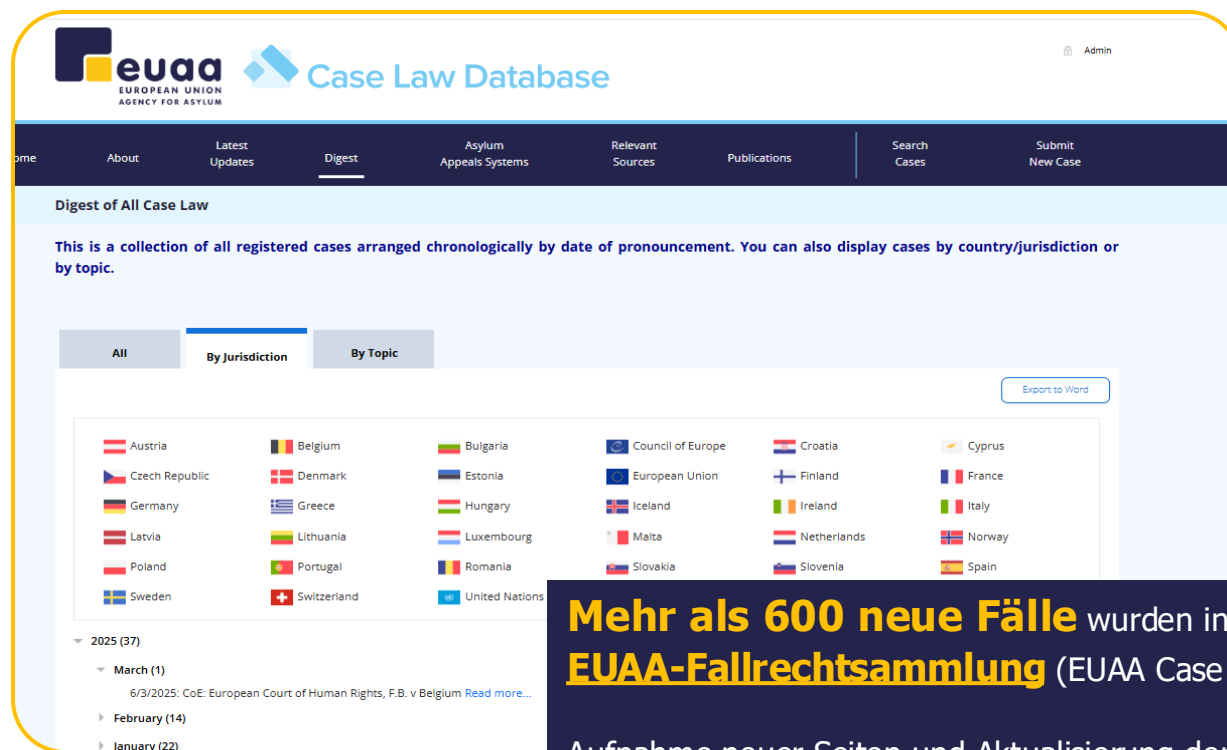 euaa
EUROPEAN UNION
AGENCY FOR ASYLUM
Case Law Database
Admin
ome
About
Latest
Updates
Digest
Asylum
Appeals Systems
Relevant
Sources
Publications
Search
Cases
Submit
New Case
Digest of All Case Law
This is a collection of all registered cases arranged chronologically by date of pronouncement. You can also display cases by country/jurisdiction or
by topic.
All
By Jurisdiction
By Topic
Export to Word
Austria
Belgium
Bulgaria
Council of Europe
Croatia
Cyprus
Czech Republic
Denmark
Estonia
European Union
Finland
France
Germany
Greece
Hungary
Iceland
Ireland
Italy
Latvia
Lithuania
Luxembourg
Malta
Netherlands
Norway
Poland
Portugal
Romania
Slovakia
Slovenia
Spain
Sweden
Switzerland
United Nations
2025 (37)
March (1)
6/3/2025: CoE: European Court of Human Rights, F.B. v Belgium Read more...
February (14)
January (22)
Mehr als 600 neue Fälle wurden in
EUAA-Fallrechtsammlung (EUAA Case
Aufnahme neuer Seiten und Aktualisierung der